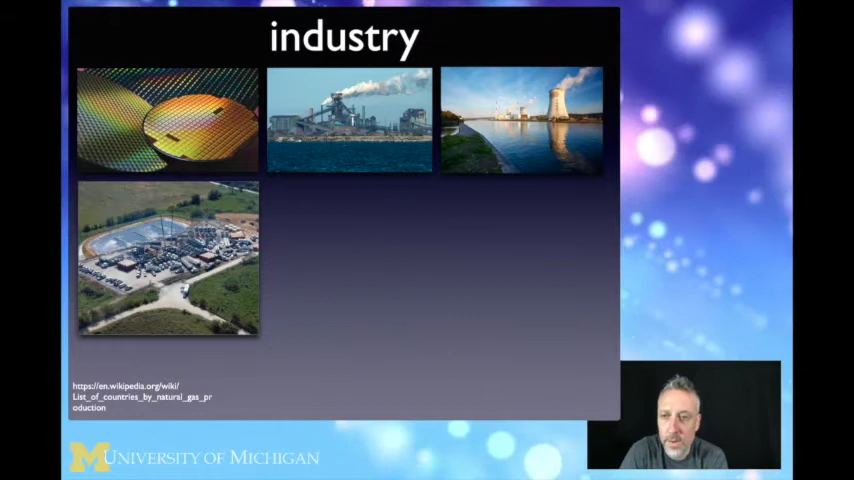 industry
https://en.wikipedia.org/wiki/
List_of_countries_by_natural_gas_pr
oduction
M UNIVERSITY OF MICHIGAN